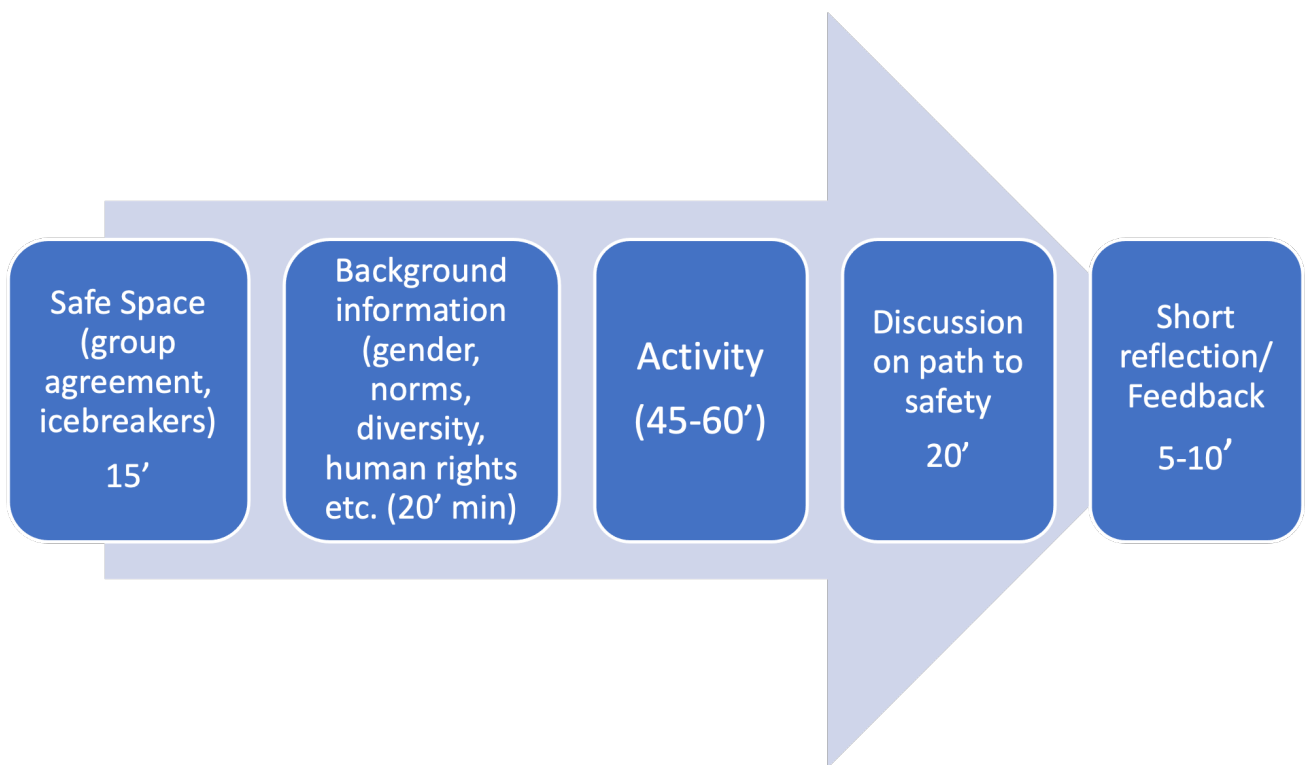 Safe Space
(group
agreement,
icebreakers)
15’
Background
information
(gender,
norms,
diversity,
human rights
etc. (20’ min)
Activity
(45-60’)
Discussion
on path to
safety
20’
Short
reflection/
Feedback
5-10’